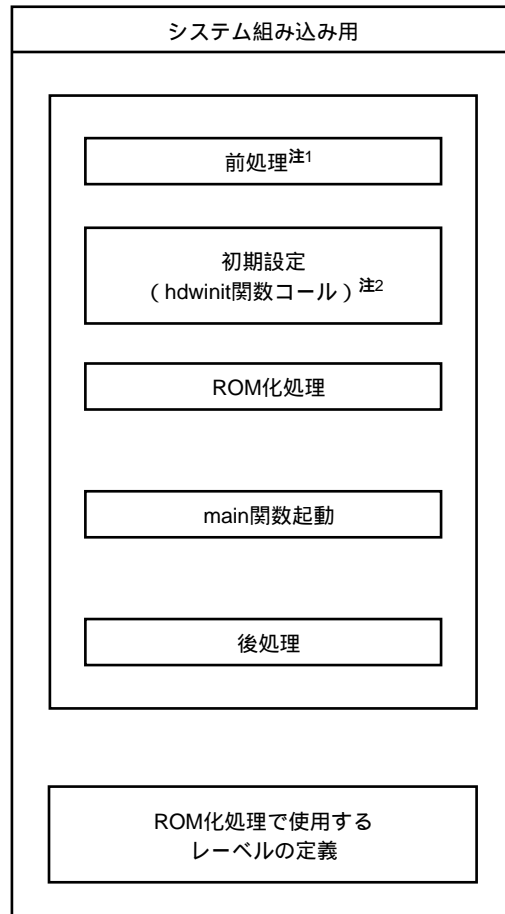 システム組み込み用
前処理注1
初期設定
（hdwinit関数コール）注2
ROM化処理
main関数起動
後処理
ROM化処理で使用する
レーベルの定義